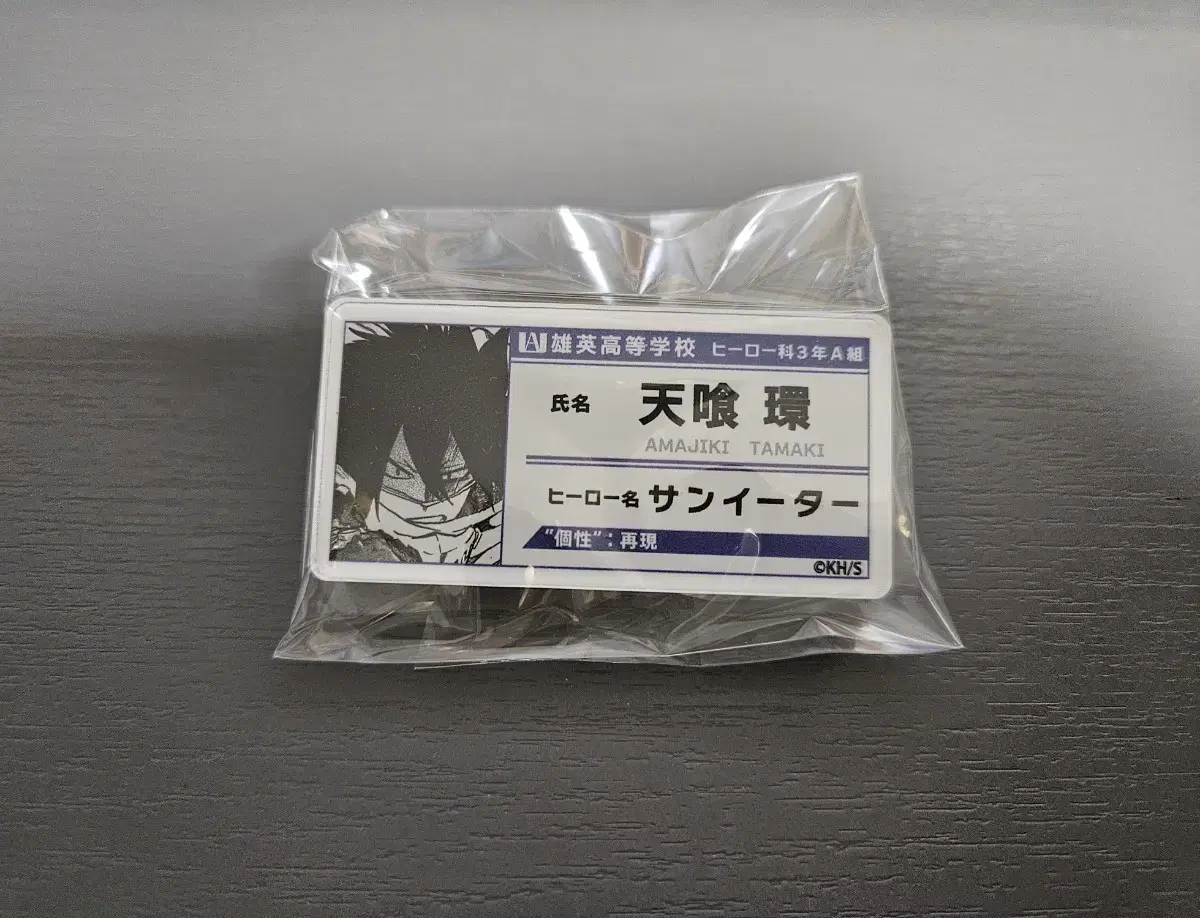 UA 雄英高等学校 ヒーロー科3年A組
氏名 天喰 環
AMAJIKI TAMAKI
ヒーロー名 サンイーター
"個性":再現
©KH/S